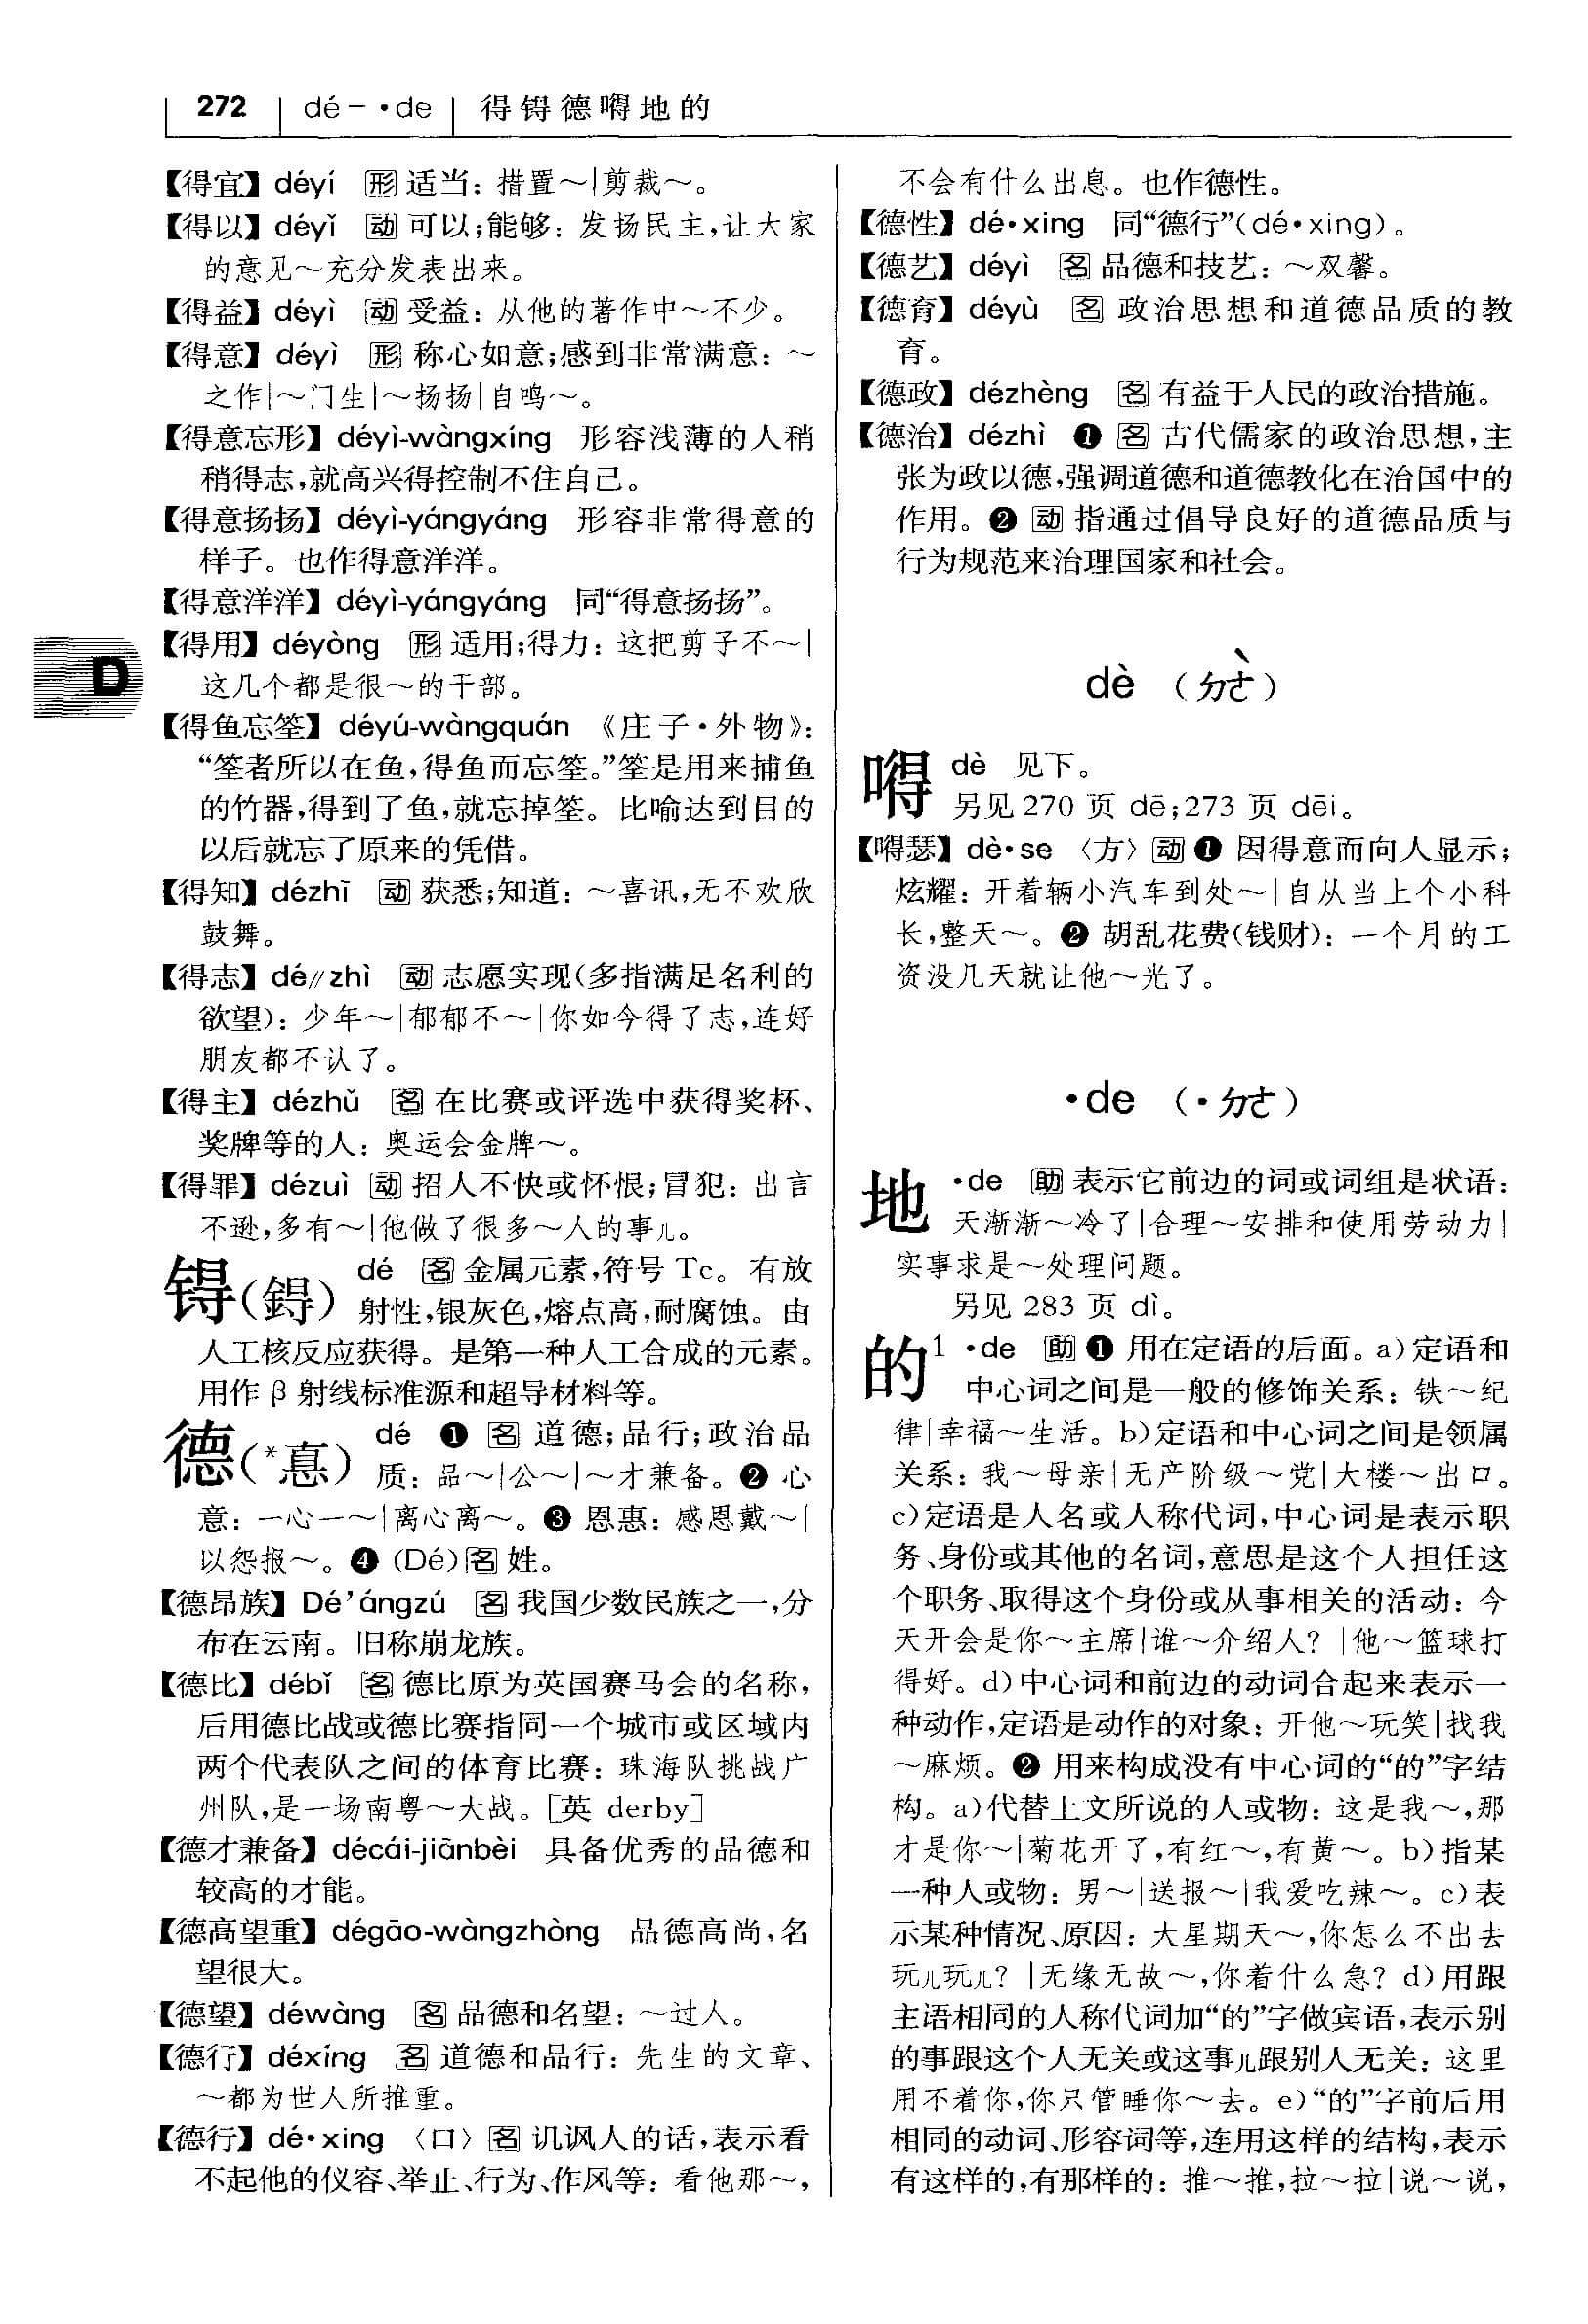 272 dé－·de 得锝德嘚地的
【得宜】déyí 形 适当：措置～|剪裁～。
【得以】déyǐ 动 可以；能够：发扬民主，让大家
的意见～充分发表出来。
【得益】déyì 动 受益：从他的著作中～不少。
【得意】déyì 形 称心如意；感到非常满意：～
之作|～门生|～扬扬|自鸣～。
【得意忘形】déyì-wàngxíng 形容浅薄的人稍
稍得志，就高兴得控制不住自己。
【得意扬扬】déyì-yángyáng 形容非常得意的
样子。也作得意洋洋。
【得意洋洋】déyì-yángyáng 同“得意扬扬”。
D
【得用】déyòng 形 适用；得力：这把剪子不～|
这几个都是很～的干部。
【得鱼忘筌】déyú-wàngquán 《庄子·外物》：
“筌者所以在鱼，得鱼而忘筌。”筌是用来捕鱼
的竹器，得到了鱼，就忘掉筌。比喻达到目的
以后就忘了原来的凭借。
【得知】dézhī 动 获悉；知道：～喜讯，无不欢欣
鼓舞。
【得志】dé//zhì 动 志愿实现（多指满足名利的
欲望）：少年～|郁郁不～|你如今得了志，连好
朋友都不认了。
【得主】dézhǔ 名 在比赛或评选中获得奖杯、
奖牌等的人：奥运会金牌～。
【得罪】dézuì 动 招人不快或怀恨；冒犯：出言
不逊，多有～|他做了很多～人的事儿。
锝（鍀） dé 名 金属元素，符号 Tc。有放
射性，银灰色，熔点高，耐腐蚀。由
人工核反应获得。是第一种人工合成的元素。
用作 β 射线标准源和超导材料等。
德（*悳） dé ❶ 名 道德；品行；政治品
质：品～|公～|～才兼备。❷ 心
意：一心一～|离心离～。❸ 恩惠：感恩戴～|
以怨报～。❹ (Dé) 名 姓。
【德昂族】Dé’ángzú 名 我国少数民族之一，分
布在云南。旧称崩龙族。
【德比】débǐ 名 德比原为英国赛马会的名称，
后用德比战或德比赛指同一个城市或区域内
两个代表队之间的体育比赛：珠海队挑战广
州队，是一场南粤～大战。[英 derby]
【德才兼备】décái-jiānbèi 具备优秀的品德和
较高的才能。
【德高望重】dégāo-wàngzhòng 品德高尚，名
望很大。
【德望】déwàng 名 品德和名望：～过人。
【德行】déxíng 名 道德和品行：先生的文章、
～都为世人所推重。
【德行】dé·xing 〈口〉名 讥讽人的话，表示看
不起他的仪容、举止、行为、作风等：看他那～，
不会有什么出息。也作德性。
【德性】dé·xing 同“德行”(dé·xing)。
【德艺】déyì 名 品德和技艺：～双馨。
【德育】déyù 名 政治思想和道德品质的教
育。
【德政】dézhèng 名 有益于人民的政治措施。
【德治】dézhì ❶ 名 古代儒家的政治思想，主
张为政以德，强调道德和道德教化在治国中的
作用。❷ 动 指通过倡导良好的道德品质与
行为规范来治理国家和社会。
dè （ㄉㄜˋ）
嘚 dè 见下。
另见 270 页 dē；273 页 dēi。
【嘚瑟】dè·se 〈方〉动 ❶ 因得意而向人显示；
炫耀：开着辆小汽车到处～|自从当上个小科
长，整天～。❷ 胡乱花费（钱财）：一个月的工
资没几天就让他～光了。
·de （·ㄉㄜ）
地 ·de 助 表示它前边的词或词组是状语：
天渐渐～冷了|合理～安排和使用劳动力|
实事求是～处理问题。
另见 283 页 dì。
的1 ·de 助 ❶ 用在定语的后面。a）定语和
中心词之间是一般的修饰关系：铁～纪
律|幸福～生活。b）定语和中心词之间是领属
关系：我～母亲|无产阶级～党|大楼～出口。
c）定语是人名或人称代词，中心词是表示职
务、身份或其他的名词，意思是这个人担任这
个职务、取得这个身份或从事相关的活动：今
天开会是你～主席|谁～介绍人？|他～篮球打
得好。d）中心词和前边的动词合起来表示一
种动作，定语是动作的对象：开他～玩笑|找我
～麻烦。❷ 用来构成没有中心词的“的”字结
构。a）代替上文所说的人或物：这是我～，那
才是你～|菊花开了，有红～，有黄～。b）指某
一种人或物：男～|送报～|我爱吃辣～。c）表
示某种情况、原因：大星期天～，你怎么不出去
玩儿玩儿？|无缘无故～，你着什么急？d）用跟
主语相同的人称代词加“的”字做宾语，表示别
的事跟这个人无关或这事儿跟别人无关：这里
用不着你，你只管睡你～去。e）“的”字前后用
相同的动词、形容词等，连用这样的结构，表示
有这样的，有那样的：推～推，拉～拉|说～说，